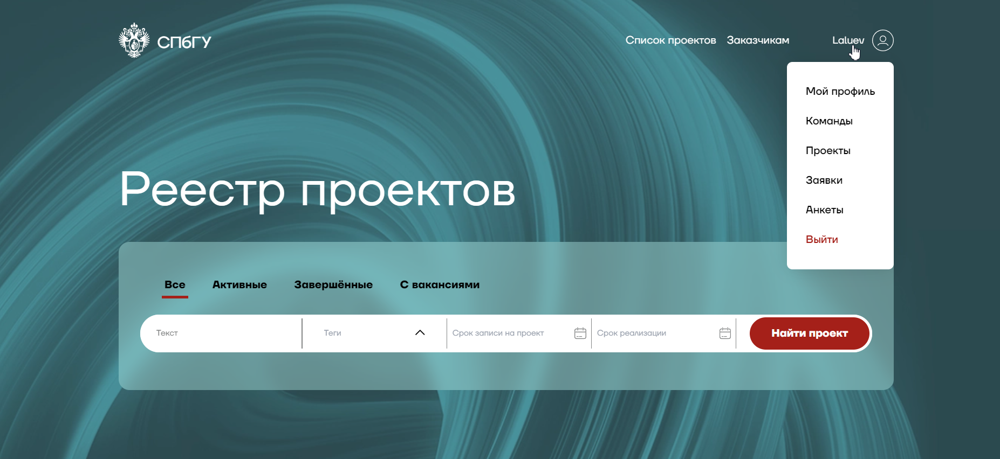 СПбГУ
Список проектов
Заказчикам
Laluev
Мой профиль
Команды
Проекты
Заявки
Анкеты
Выйти
Реестр проектов
Все
Активные
Завершённые
С вакансиями
Текст
Теги
Срок записи на проект
Срок реализации
Найти проект